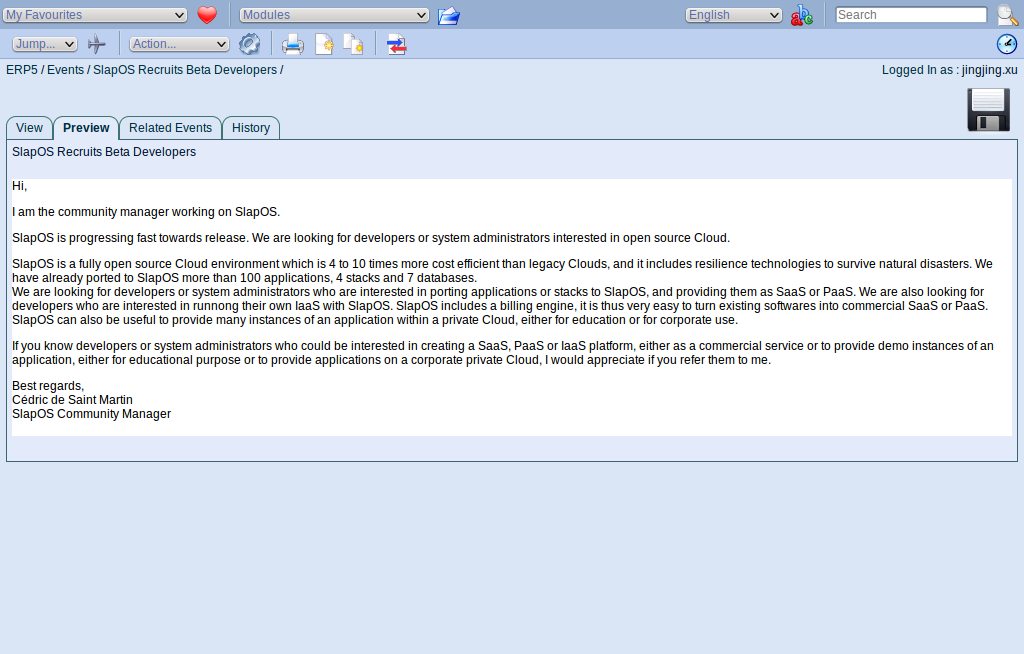 My Favourites Modules English abc Search
Jump... Action...
ERP5 / Events / SlapOS Recruits Beta Developers / Logged In as : jingjing.xu
View Preview Related Events History
SlapOS Recruits Beta Developers
Hi,
I am the community manager working on SlapOS.
SlapOS is progressing fast towards release. We are looking for developers or system administrators interested in open source Cloud.
SlapOS is a fully open source Cloud environment which is 4 to 10 times more cost efficient than legacy Clouds, and it includes resilience technologies to survive natural disasters. We
have already ported to SlapOS more than 100 applications, 4 stacks and 7 databases.
We are looking for developers or system administrators who are interested in porting applications or stacks to SlapOS, and providing them as SaaS or PaaS. We are also looking for
developers who are interested in runnong their own IaaS with SlapOS. SlapOS includes a billing engine, it is thus very easy to turn existing softwares into commercial SaaS or PaaS.
SlapOS can also be useful to provide many instances of an application within a private Cloud, either for education or for corporate use.
If you know developers or system administrators who could be interested in creating a SaaS, PaaS or IaaS platform, either as a commercial service or to provide demo instances of an
application, either for educational purpose or to provide applications on a corporate private Cloud, I would appreciate if you refer them to me.
Best regards,
Cédric de Saint Martin
SlapOS Community Manager